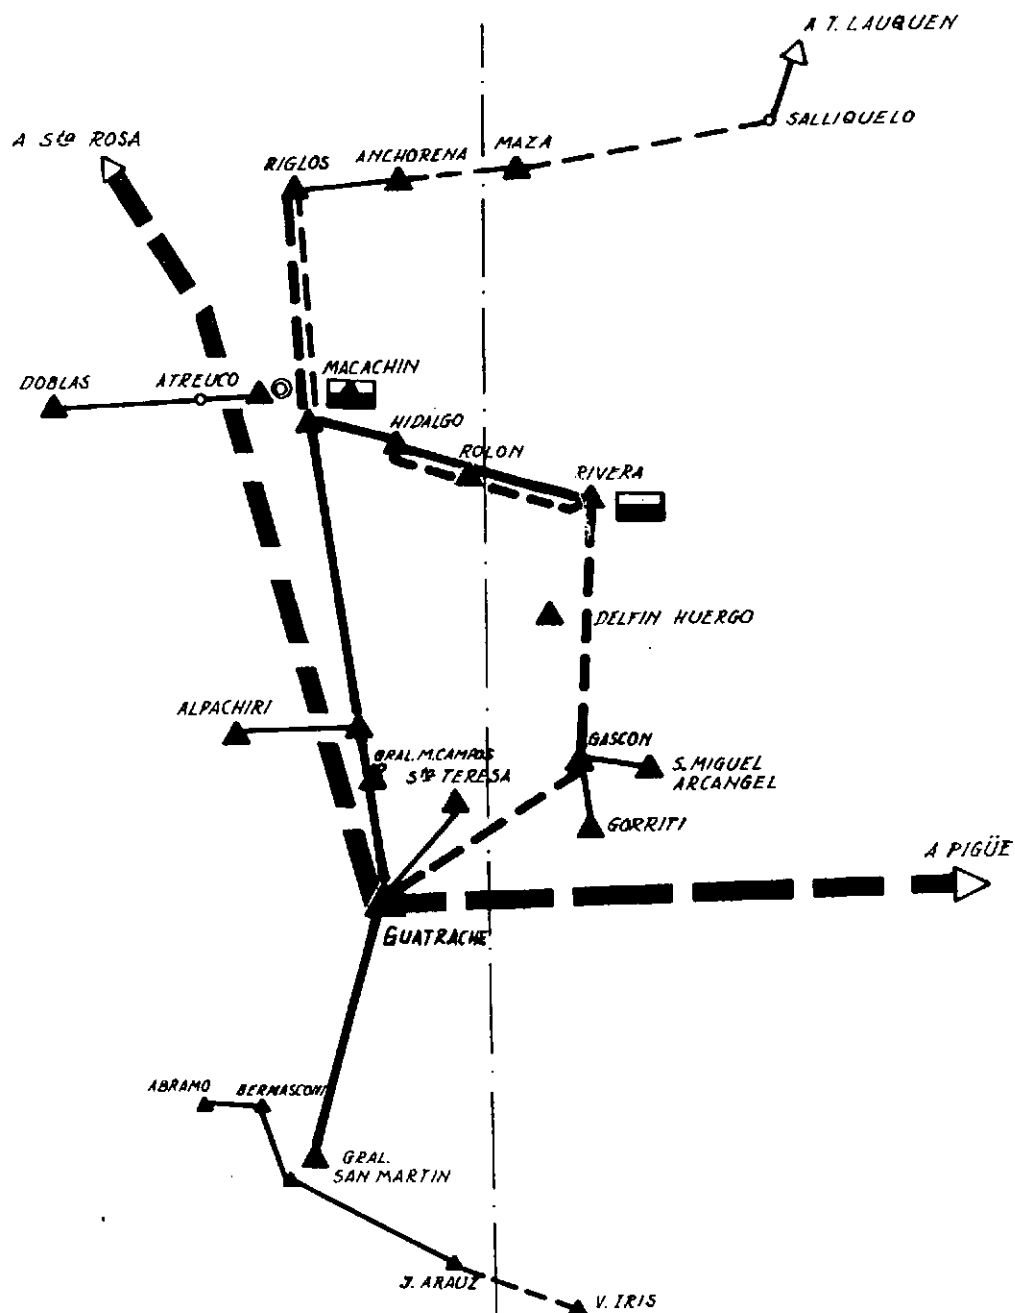 A T. LAUQUEN
SALLIQUELO
A Sta ROSA
RIGLOS
ANCHORENA
MAZA
DOBLAS
ATREUCO
MACACHIN
HIDALGO
ROLON
RIVERA
DELFIN HUERGO
ALPACHIRI
GRAL. M. CAMPOS
Sta TERESA
GASCON
S. MIGUEL
ARCANGEL
GORRITI
A PIGÜE
GUATRACHE
ABRAMO
BERMASCONI
GRAL.
SAN MARTIN
J. ARAUZ
V. IRIS